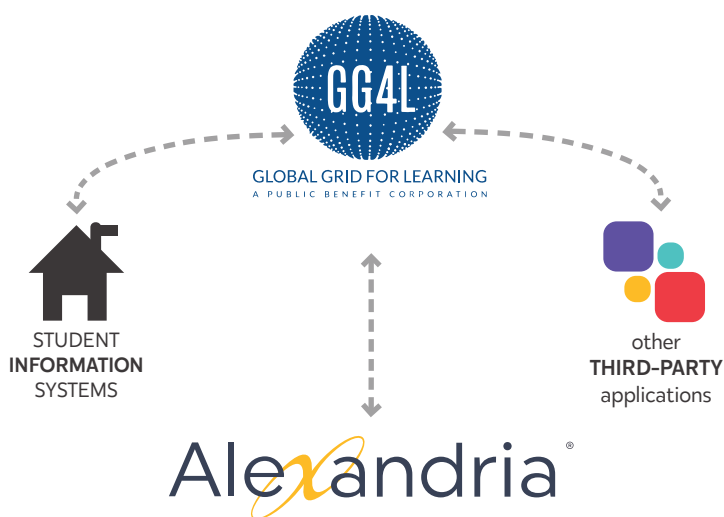 GG4L
GLOBAL GRID FOR LEARNING
A PUBLIC BENEFIT CORPORATION
STUDENT
INFORMATION
SYSTEMS
other
THIRD-PARTY
applications
Alexandria®